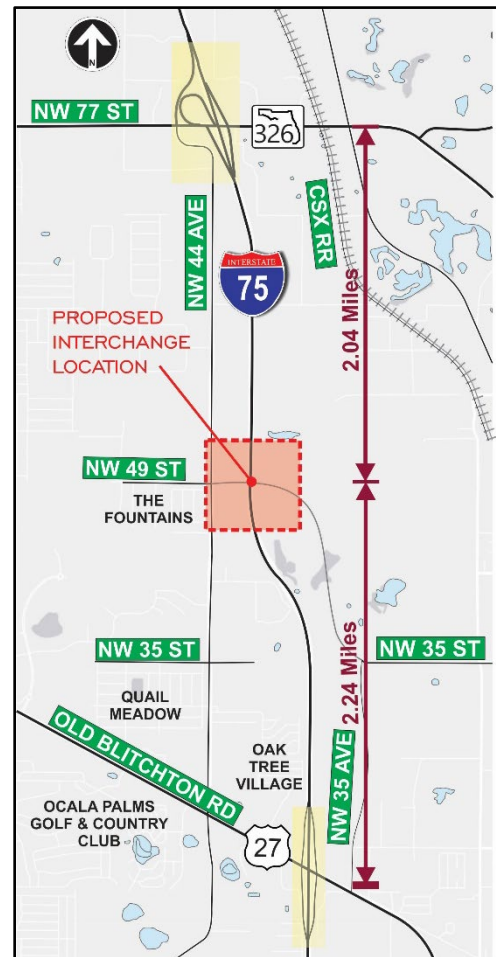 N
NW 77 ST
326
NW 44 AVE
CSX RR
INTERSTATE
75
2.04 Miles
PROPOSED
INTERCHANGE
LOCATION
NW 49 ST
THE
FOUNTAINS
2.24 Miles
NW 35 ST
NW 35 ST
QUAIL
MEADOW
OLD BLITCHTON RD
OAK
TREE
VILLAGE
NW 35 AVE
OCALA PALMS
GOLF & COUNTRY
CLUB
27